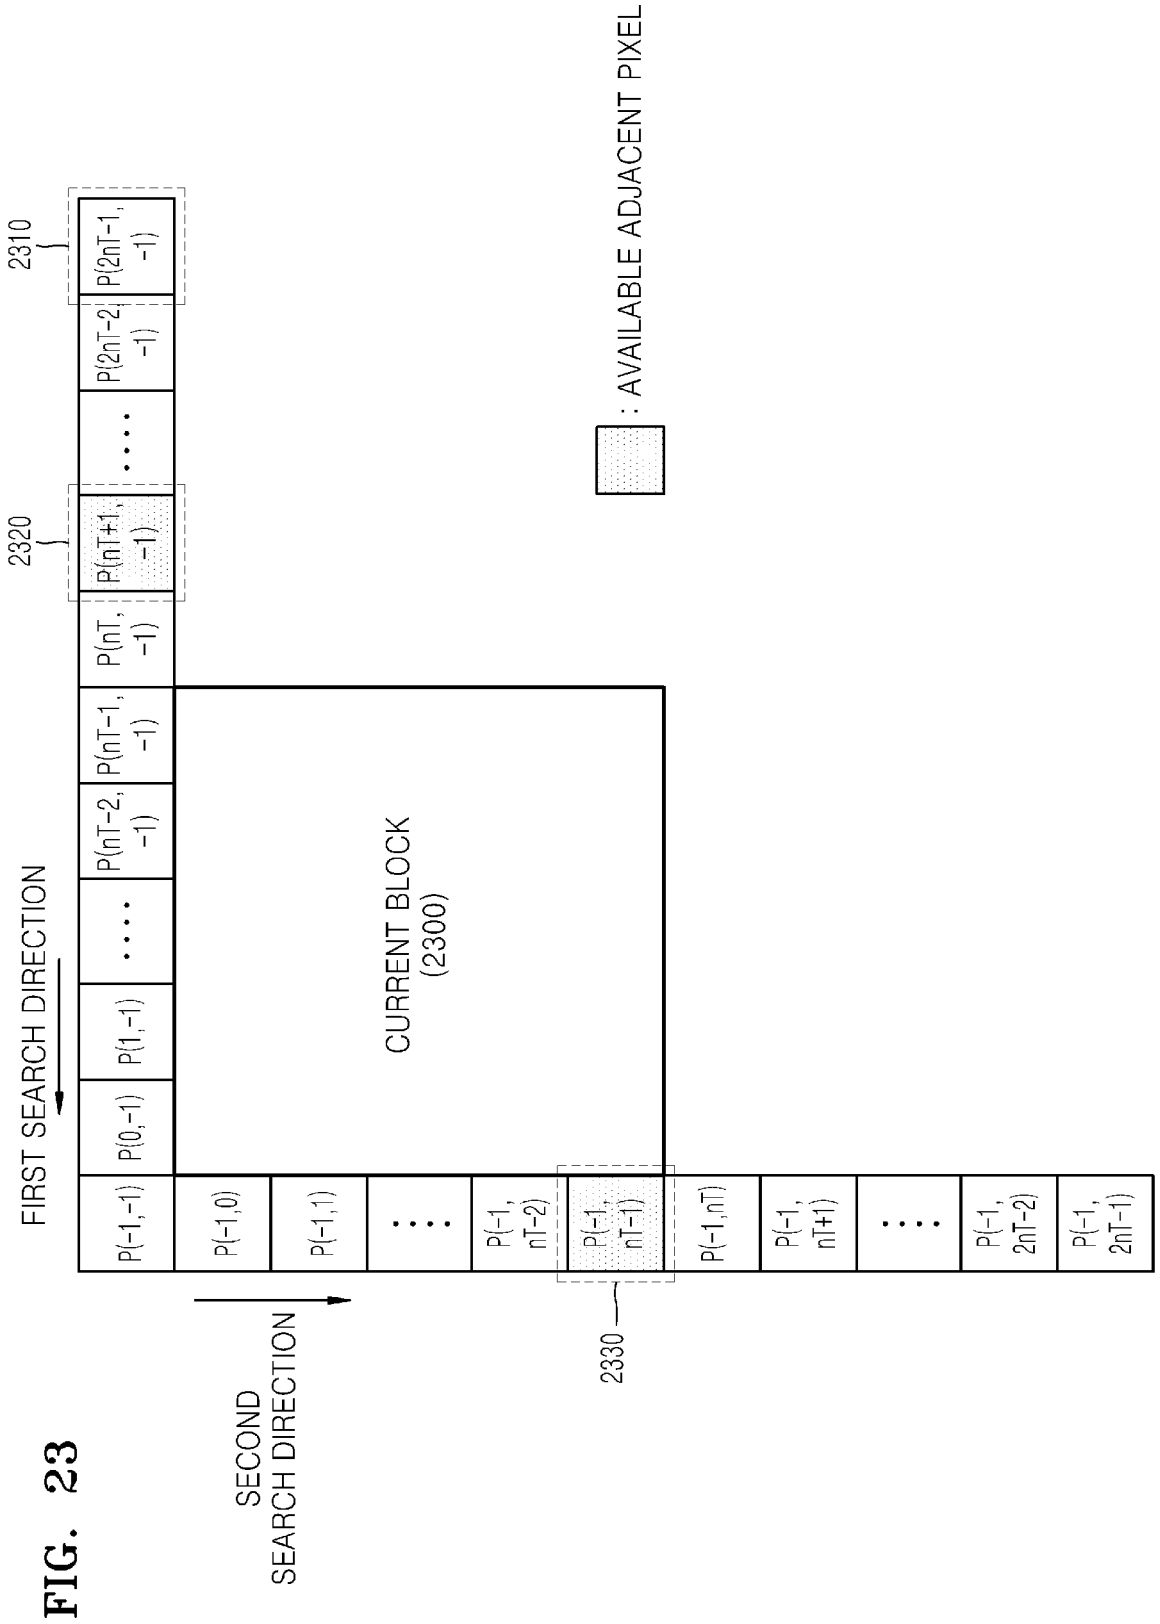 FIG. 23
FIRST SEARCH DIRECTION
2320
2310
P(-1,-1)
P(0,-1)
P(1,-1)
....
P(nT-2,
-1)
P(nT-1,
-1)
P(nT,
-1)
P(nT+1,
-1)
....
P(2nT-2,
-1)
P(2nT-1,
-1)
SECOND
SEARCH DIRECTION
P(-1,0)
P(-1,1)
....
P(-1,
nT-2)
P(-1,
nT-1)
P(-1,nT)
P(-1,
nT+1)
....
P(-1,
2nT-2)
P(-1,
2nT-1)
2330
CURRENT BLOCK
(2300)
: AVAILABLE ADJACENT PIXEL